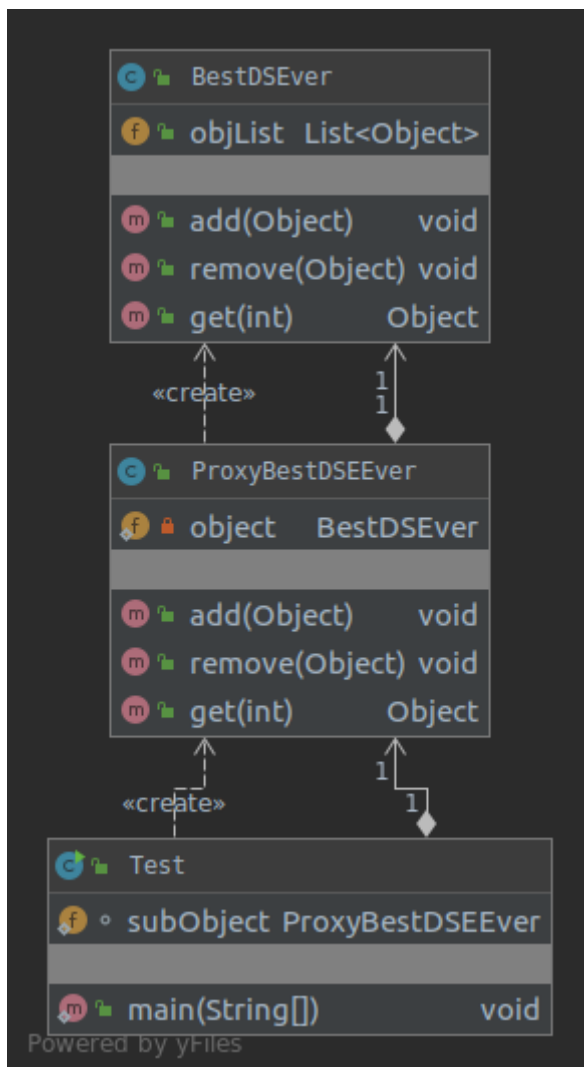 BestDSEver
objList List<Object>
add(Object) void
remove(Object) void
get(int) Object
«create»
1
1
ProxyBestDSEEver
object BestDSEver
add(Object) void
remove(Object) void
get(int) Object
«create»
1
1
Test
subObject ProxyBestDSEEver
main(String[]) void
Powered by yFiles